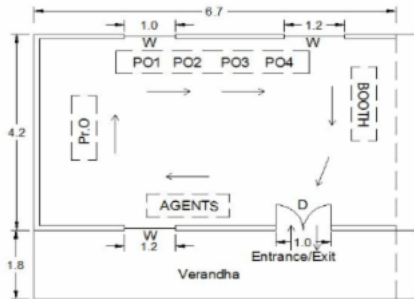 6.7
1.0
1.2
W
W
PO1 PO2 PO3 PO4
BOOTH
Pr.O
4.2
AGENTS
D
W
1.2
1.0
Entrance/Exit
1.8
Verandha